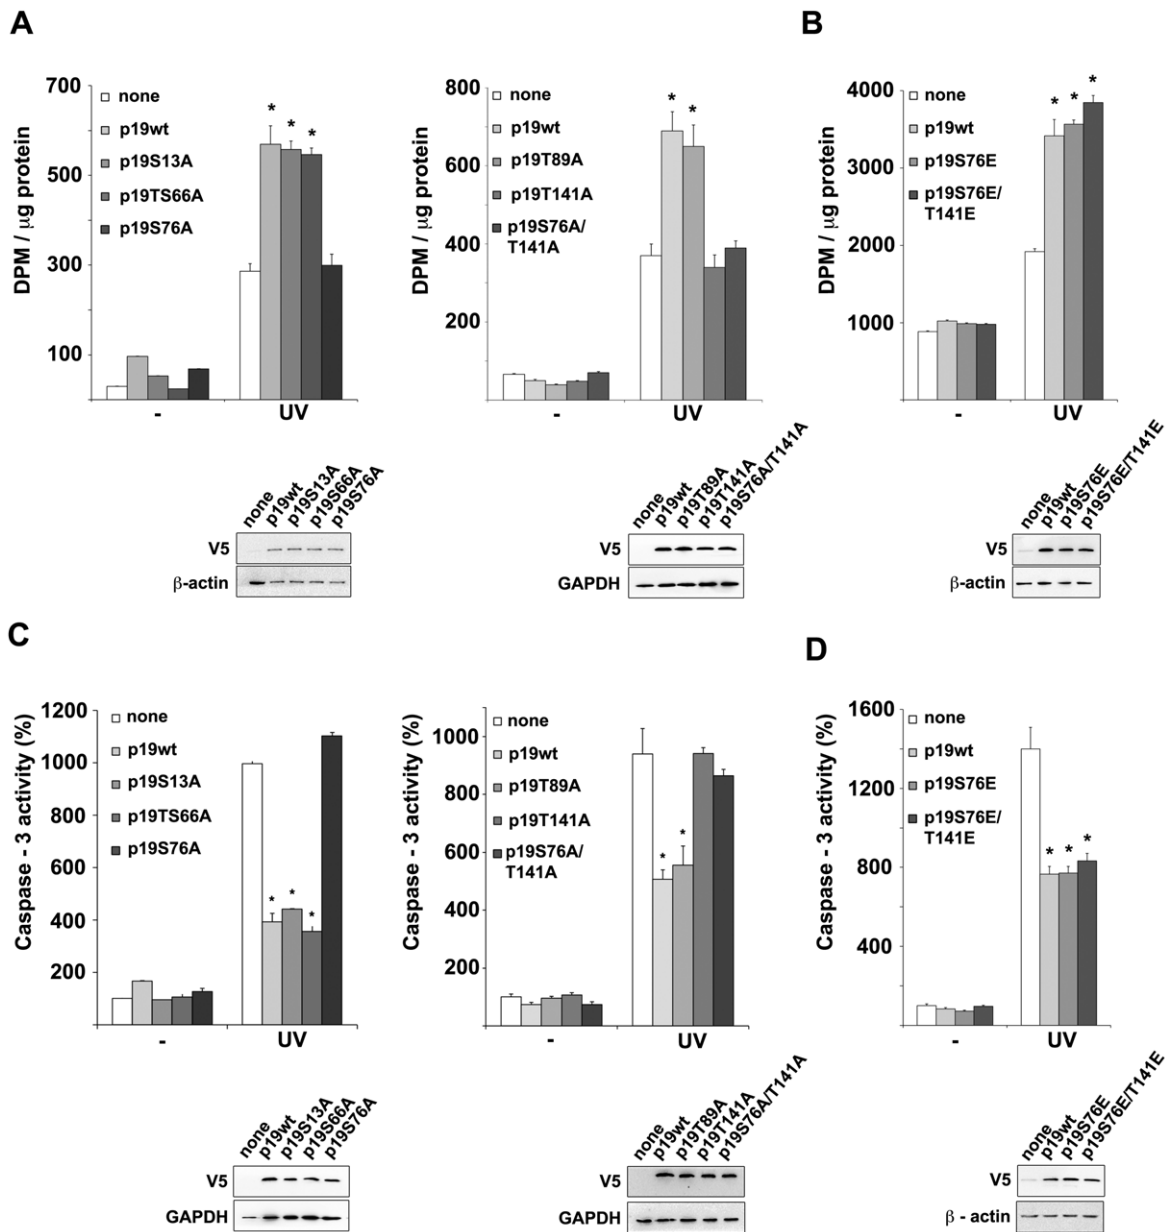 A
DPM / μg protein
700
500
300
100
none
p19wt
p19S13A
p19TS66A
p19S76A
*
*
*
-
UV
none
p19wt
p19S13A
p19S66A
p19S76A
V5
β-actin
DPM / μg protein
800
600
400
200
none
p19wt
p19T89A
p19T141A
p19S76A/
T141A
*
*
-
UV
none
p19wt
p19T89A
p19T141A
p19S76A/T141A
V5
GAPDH
B
DPM / μg protein
4000
3000
2000
1000
none
p19wt
p19S76E
p19S76E/
T141E
*
*
*
-
UV
none
p19wt
p19S76E
p19S76E/T141E
V5
β-actin
C
Caspase - 3 activity (%)
1200
1000
800
600
400
200
none
p19wt
p19S13A
p19TS66A
p19S76A
*
*
*
-
UV
none
p19wt
p19S13A
p19S66A
p19S76A
V5
GAPDH
Caspase - 3 activity (%)
1000
800
600
400
200
none
p19wt
p19T89A
p19T141A
p19S76A/
T141A
*
*
-
UV
none
p19wt
p19T89A
p19T141A
p19S76A/T141A
V5
GAPDH
D
Caspase - 3 activity (%)
1600
1200
800
400
none
p19wt
p19S76E
p19S76E/
T141E
*
*
*
-
UV
none
p19wt
p19S76E
p19S76E/T141E
V5
β - actin